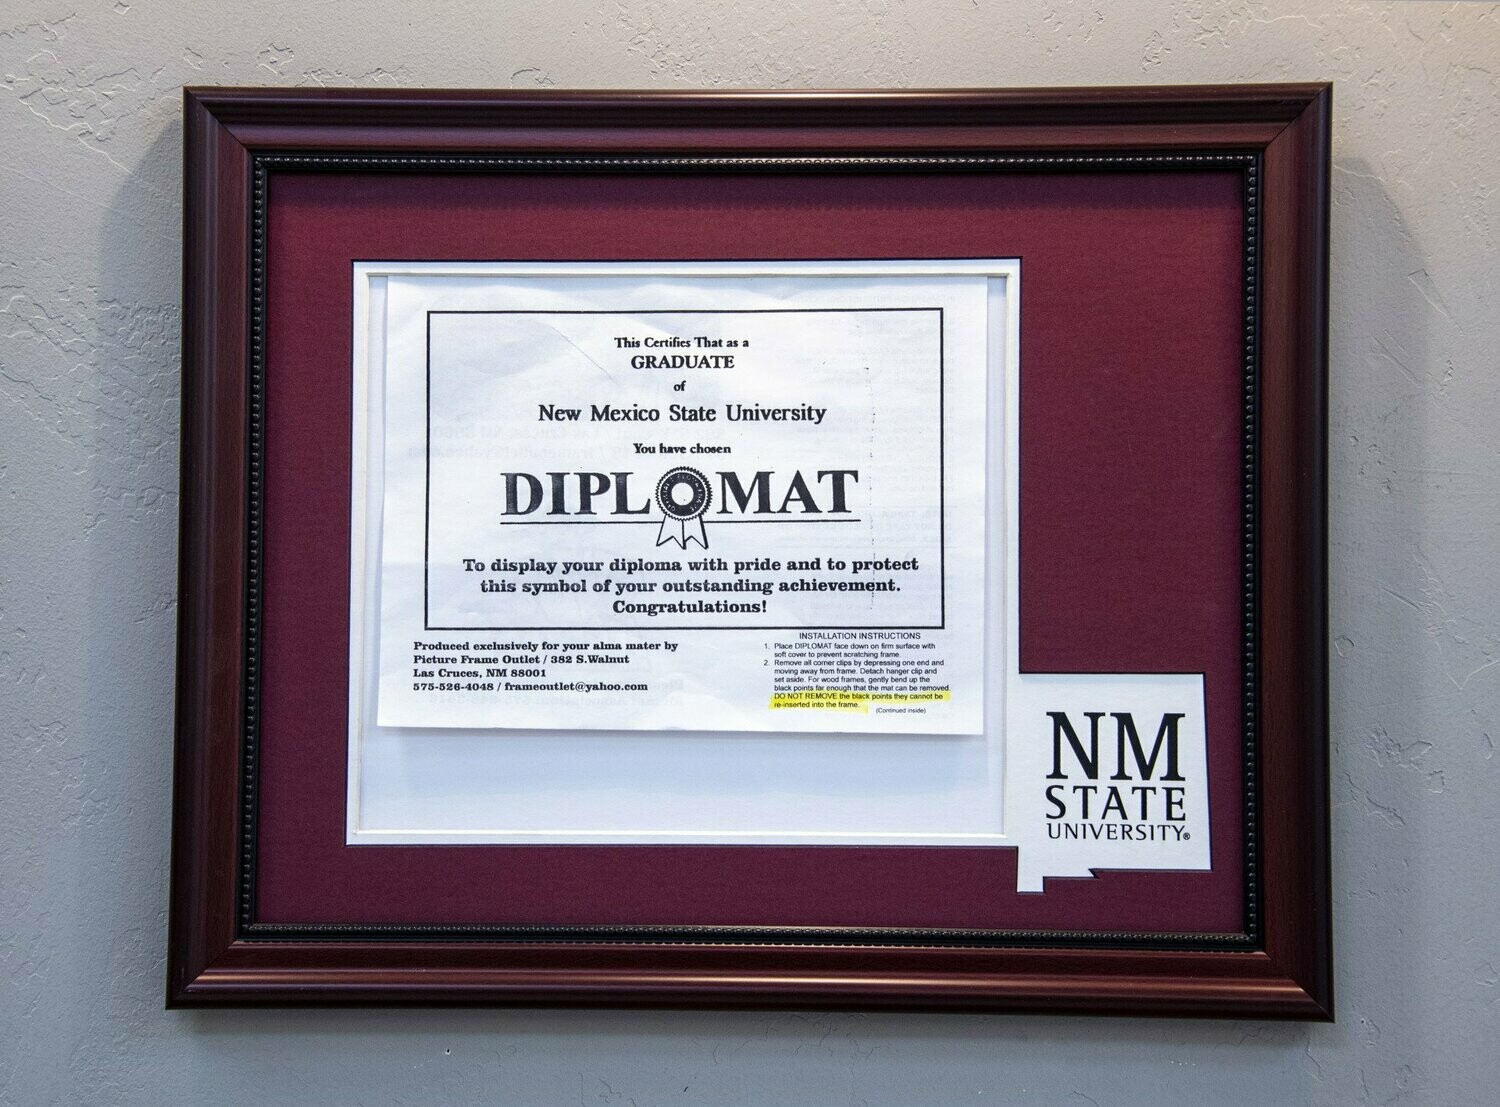 This Certifies That as a
GRADUATE
of
New Mexico State University
You have chosen
DIPLOMAT
To display your diploma with pride and to protect
this symbol of your outstanding achievement.
Congratulations!
Produced exclusively for your alma mater by
Picture Frame Outlet / 382 S.Walnut
Las Cruces, NM 88001
575-526-4048 / frameoutlet@yahoo.com
INSTALLATION INSTRUCTIONS
1. Place DIPLOMAT face down on firm surface with
soft cover to prevent scratching frame.
2. Remove all corner clips by depressing one end and
moving away from frame. Detach hanger clip and
set aside. For wood frames, gently bend up the
black points far enough that the mat can be removed.
DO NOT REMOVE the black points they cannot be
re-inserted into the frame.
(Continued inside)
NM
STATE
UNIVERSITY®